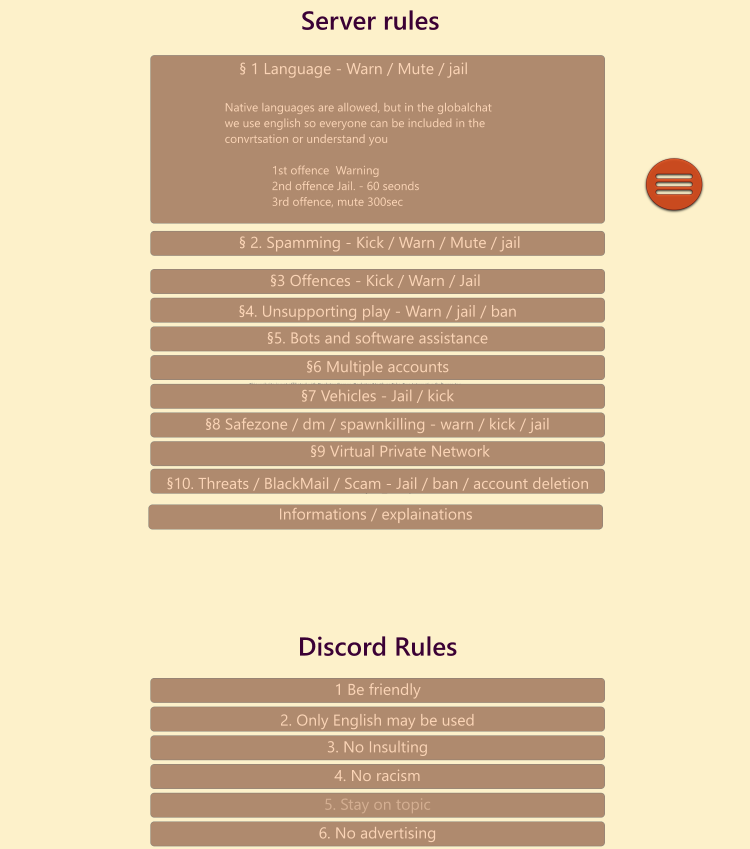 Server rules
§ 1 Language - Warn / Mute / jail
Native languages are allowed, but in the globalchat
we use english so everyone can be included in the
convrtsation or understand you
1st offence  Warning
2nd offence Jail. - 60 seonds
3rd offence, mute 300sec
§ 2. Spamming - Kick / Warn / Mute / jail
§3 Offences - Kick / Warn / Jail
§4. Unsupporting play - Warn / jail / ban
§5. Bots and software assistance
§6 Multiple accounts
§7 Vehicles - Jail / kick
§8 Safezone / dm / spawnkilling - warn / kick / jail
§9 Virtual Private Network
§10. Threats / BlackMail / Scam - Jail / ban / account deletion
Informations / explainations
Discord Rules
1 Be friendly
2. Only English may be used
3. No Insulting
4. No racism
5. Stay on topic
6. No advertising